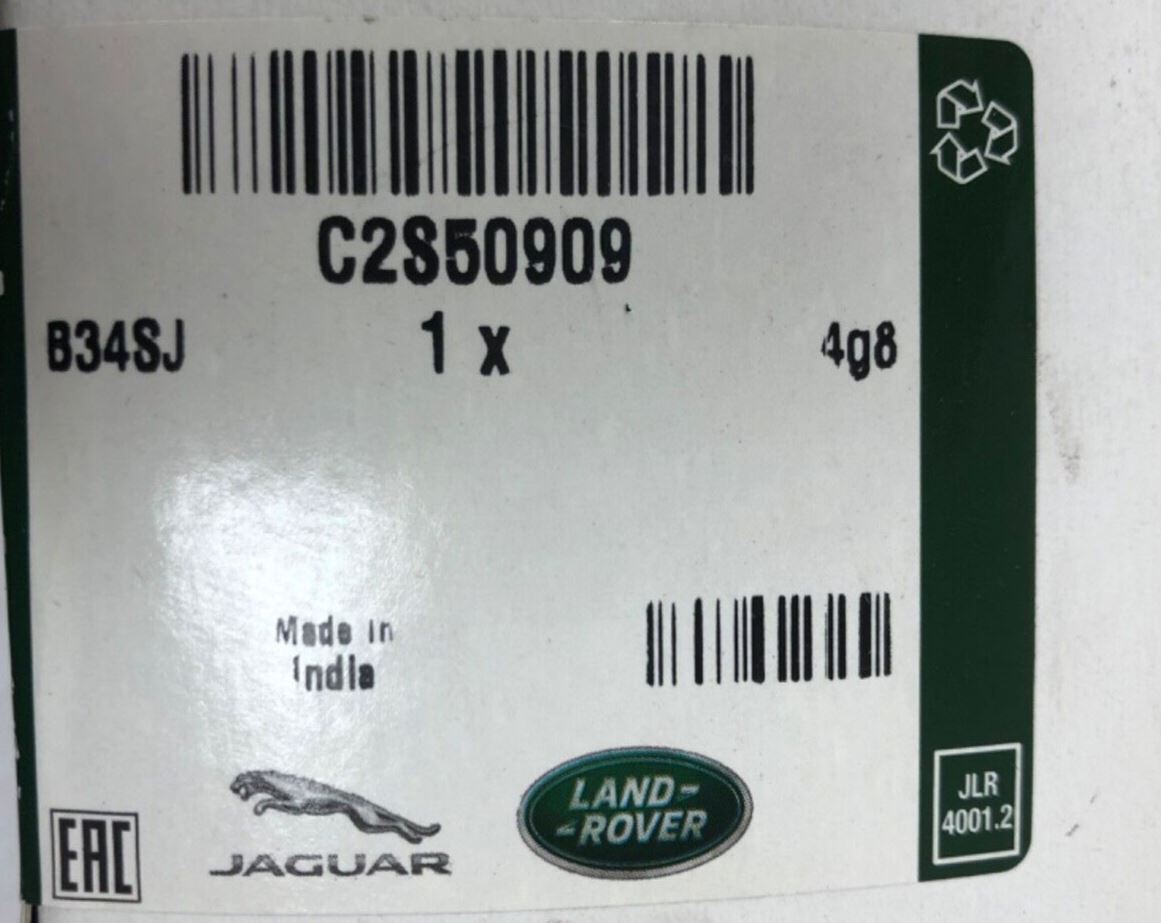 C2S50909
B34SJ 1 x 4g8
Made in
India
EAC
JAGUAR
LAND-
-ROVER
JLR
4001.2